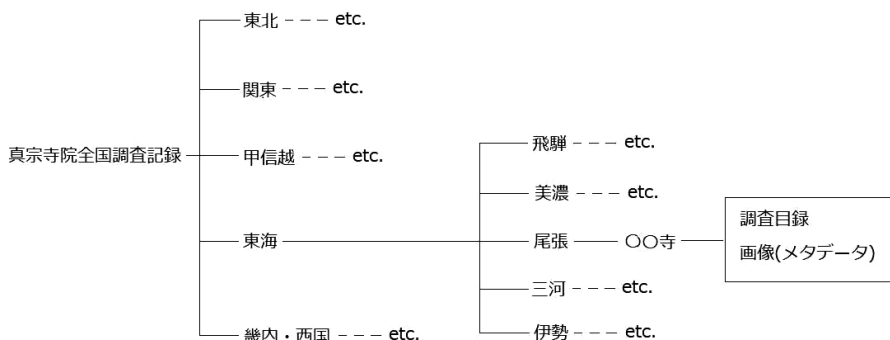 東北 --- etc.
関東 --- etc.
真宗寺院全国調査記録
甲信越 --- etc.
東海
畿内・西国 --- etc.
飛騨 --- etc.
美濃 --- etc.
尾張
〇〇寺
三河 --- etc.
伊勢 --- etc.
調査目録
画像(メタデータ)